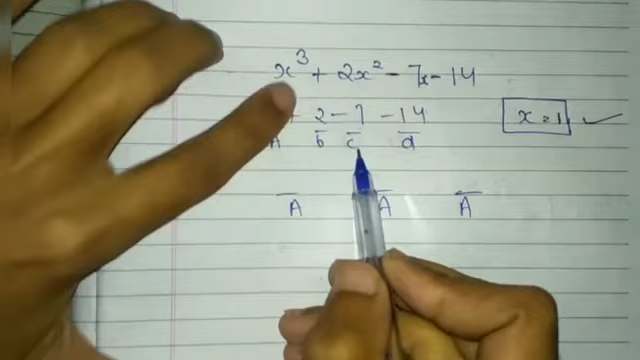 x³ + 2x² - 7x - 14
2 - 7 - 14
A b c d
x = 1 ✓
A A A